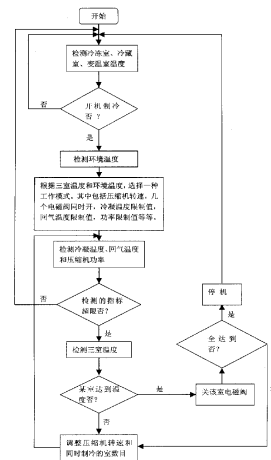 开始
检测冷冻室、冷藏
室、变温室温度
否
开机制冷
否？
是
检测环境温度
根据三室温度和环境温度，选择一种
工作模式，其中包括压缩机转速，几
个电磁阀同时开，冷凝温度限制值，
回气温度限制值，功率限制值等等。
检测冷凝温度、回气温度
和压缩机功率
停 机
否
检测的指标
超限否？
是
是
全达到
否？
检测三室温度
某室达到温
度否？
是
关该室电磁阀
否
调整压缩机转速和
同时制冷的室数目